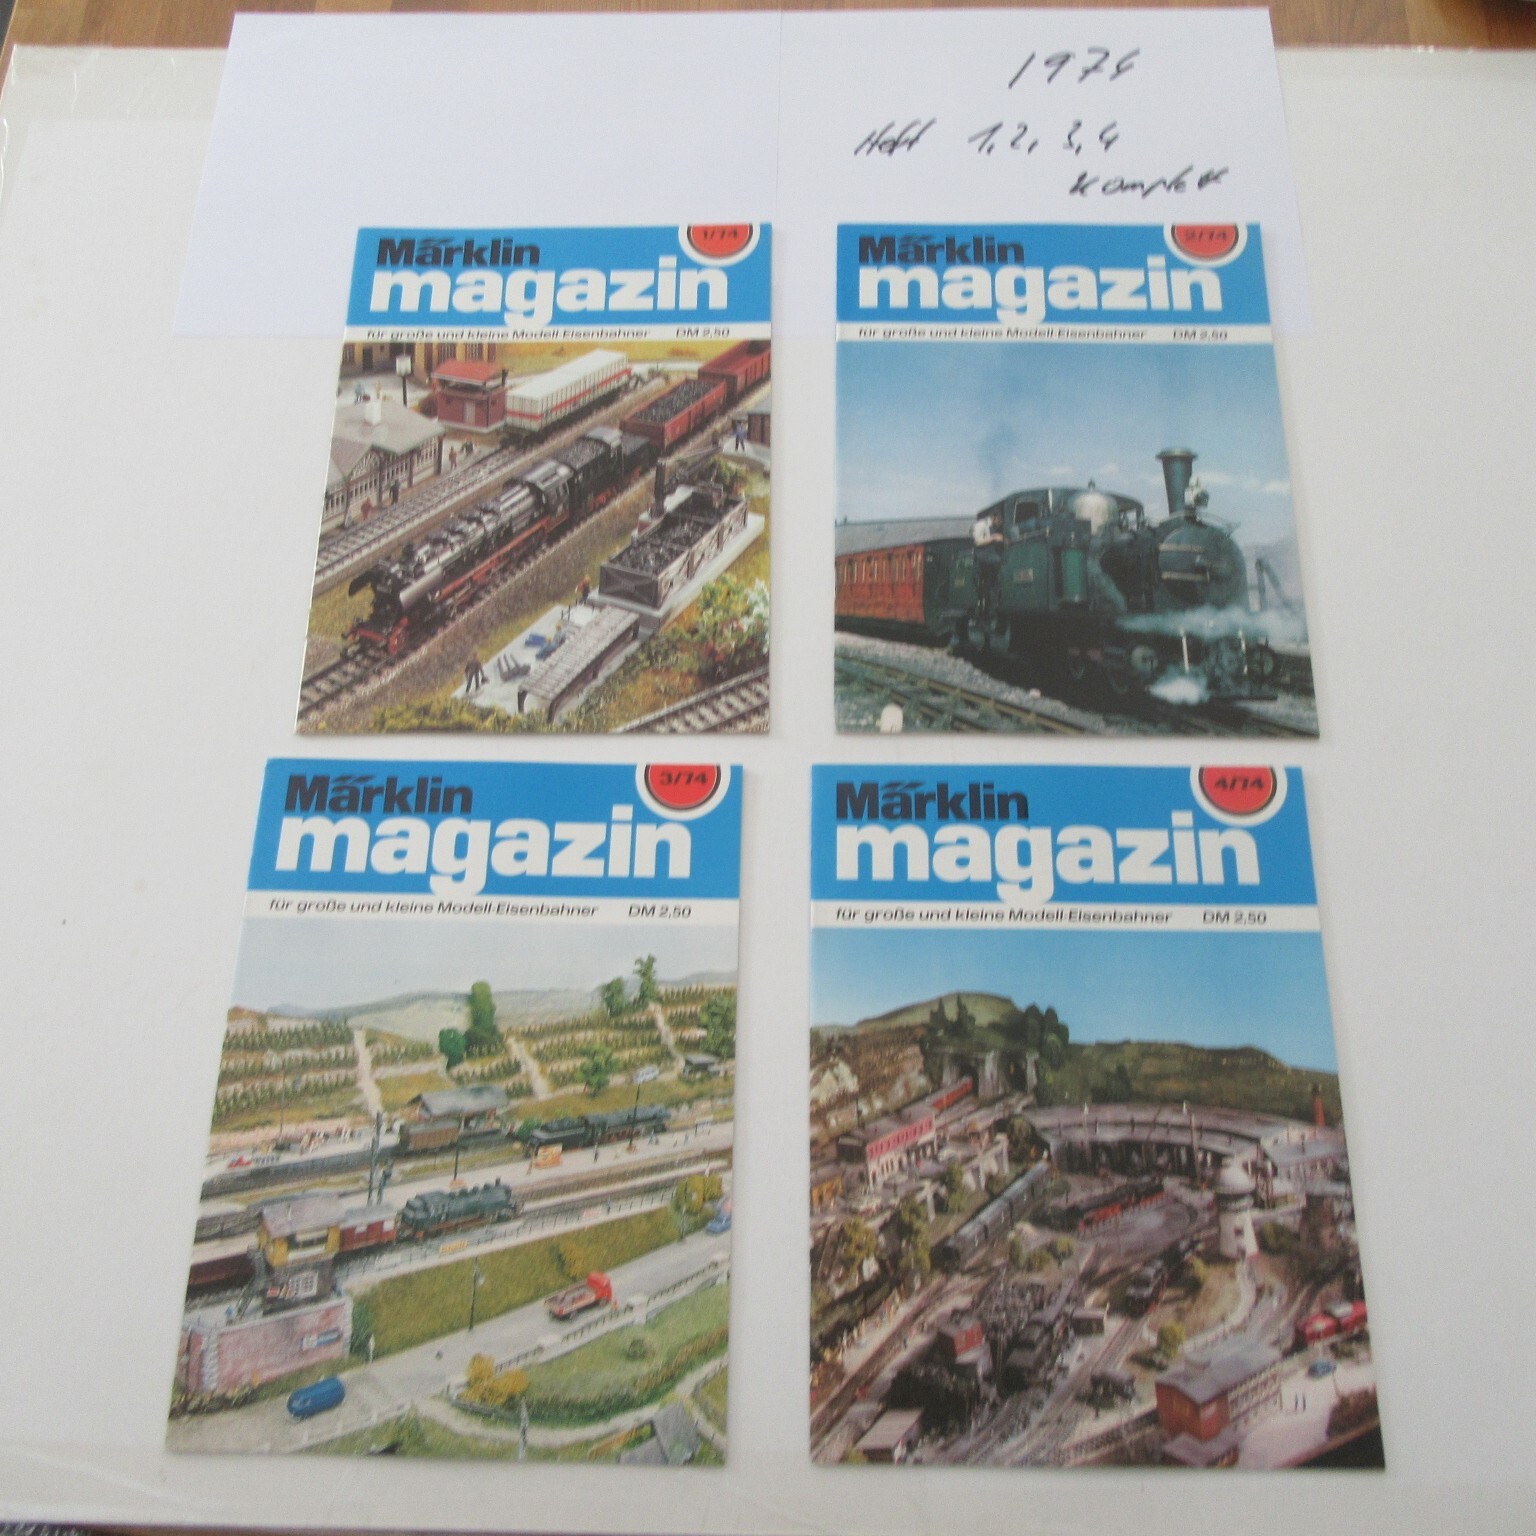 1974
Heft 1, 2, 3, 4
komplett
1/74
Märklin
magazin
für große und kleine Modell-Eisenbahner DM 2,50
2/74
Märklin
magazin
für große und kleine Modell-Eisenbahner DM 2,50
3/74
Märklin
magazin
für große und kleine Modell-Eisenbahner DM 2,50
4/74
Märklin
magazin
für große und kleine Modell-Eisenbahner DM 2,50